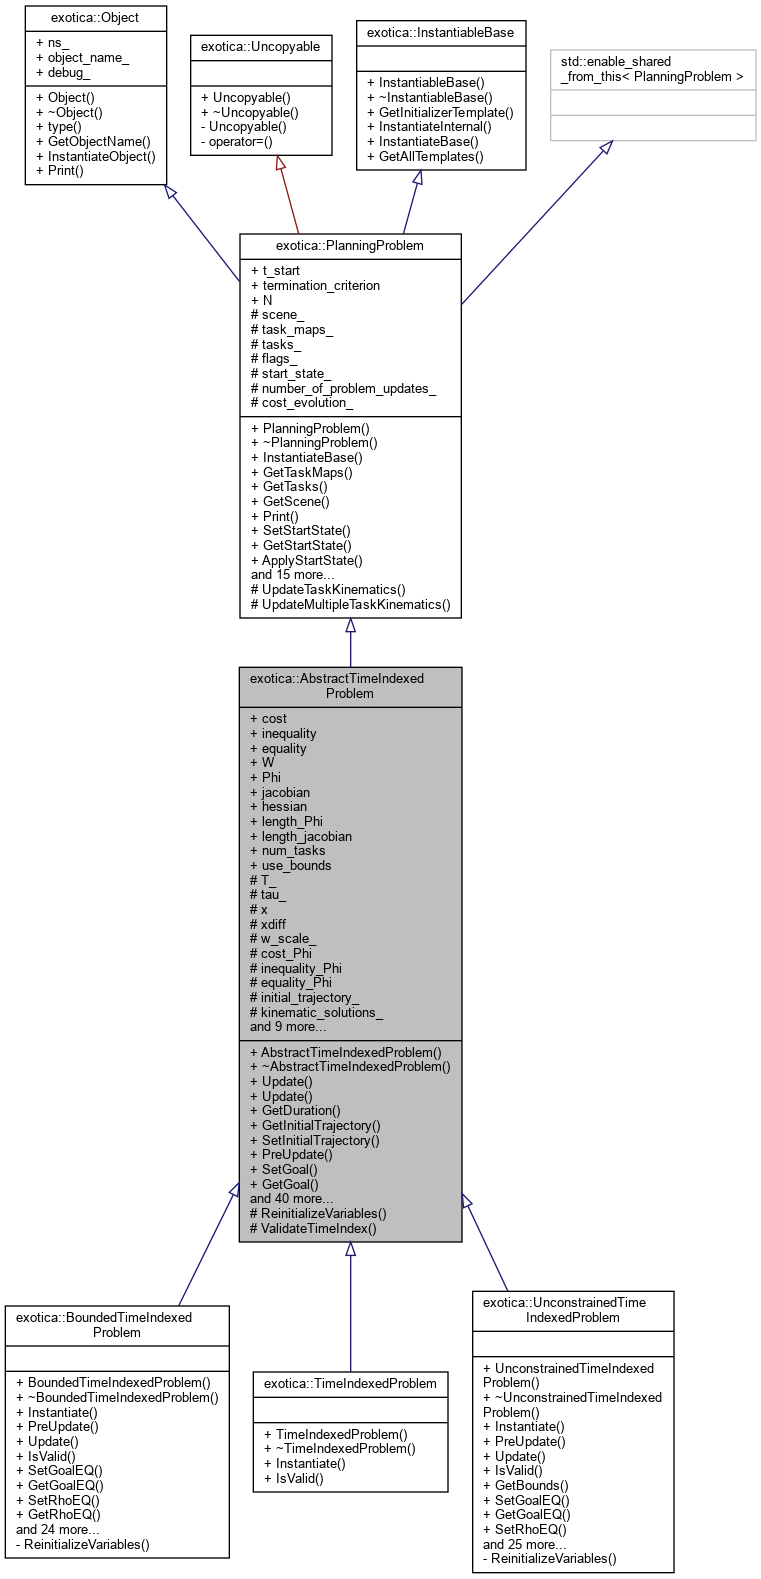 exotica::Object
+ ns_
+ object_name_
+ debug_
+ Object()
+ ~Object()
+ type()
+ GetObjectName()
+ InstantiateObject()
+ Print()
exotica::Uncopyable
+ Uncopyable()
+ ~Uncopyable()
- Uncopyable()
- operator=()
exotica::InstantiableBase
+ InstantiableBase()
+ ~InstantiableBase()
+ GetInitializerTemplate()
+ InstantiateInternal()
+ InstantiateBase()
+ GetAllTemplates()
std::enable_shared
_from_this< PlanningProblem >
exotica::PlanningProblem
+ t_start
+ termination_criterion
+ N
# scene_
# task_maps_
# tasks_
# flags_
# start_state_
# number_of_problem_updates_
# cost_evolution_
+ PlanningProblem()
+ ~PlanningProblem()
+ InstantiateBase()
+ GetTaskMaps()
+ GetTasks()
+ GetScene()
+ Print()
+ SetStartState()
+ GetStartState()
+ ApplyStartState()
and 15 more...
# UpdateTaskKinematics()
# UpdateMultipleTaskKinematics()
exotica::AbstractTimeIndexed
Problem
+ cost
+ inequality
+ equality
+ W
+ Phi
+ jacobian
+ hessian
+ length_Phi
+ length_jacobian
+ num_tasks
+ use_bounds
# T_
# tau_
# x
# xdiff
# w_scale_
# cost_Phi
# inequality_Phi
# equality_Phi
# initial_trajectory_
# kinematic_solutions_
and 9 more...
+ AbstractTimeIndexedProblem()
+ ~AbstractTimeIndexedProblem()
+ Update()
+ Update()
+ GetDuration()
+ GetInitialTrajectory()
+ SetInitialTrajectory()
+ PreUpdate()
+ SetGoal()
+ GetGoal()
and 40 more...
# ReinitializeVariables()
# ValidateTimeIndex()
exotica::BoundedTimeIndexed
Problem
+ BoundedTimeIndexedProblem()
+ ~BoundedTimeIndexedProblem()
+ Instantiate()
+ PreUpdate()
+ Update()
+ IsValid()
+ SetGoalEQ()
+ GetGoalEQ()
+ SetRhoEQ()
+ GetRhoEQ()
and 24 more...
- ReinitializeVariables()
exotica::TimeIndexedProblem
+ TimeIndexedProblem()
+ ~TimeIndexedProblem()
+ Instantiate()
+ IsValid()
exotica::UnconstrainedTime
IndexedProblem
+ UnconstrainedTimeIndexed
Problem()
+ ~UnconstrainedTimeIndexed
Problem()
+ Instantiate()
+ PreUpdate()
+ Update()
+ IsValid()
+ GetBounds()
+ SetGoalEQ()
+ GetGoalEQ()
+ SetRhoEQ()
and 25 more...
- ReinitializeVariables()